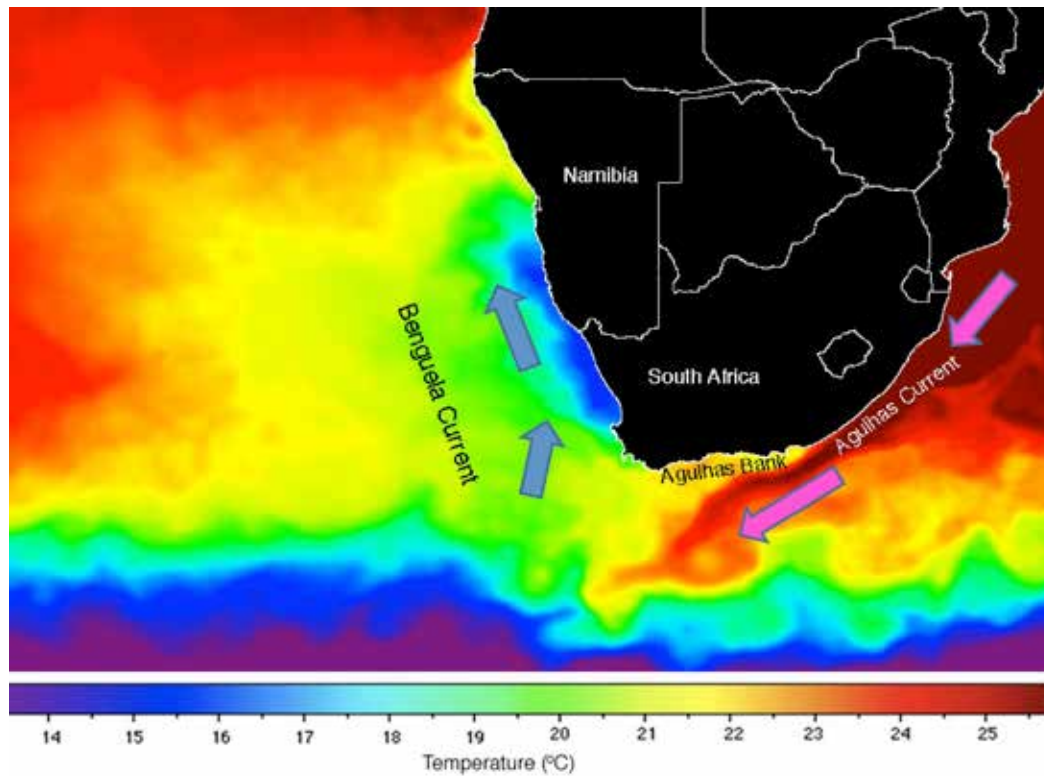 Namibia
Benguela Current
South Africa
Agulhas Current
Agulhas Bank
14 15 16 17 18 19 20 21 22 23 24 25
Temperature (ºC)